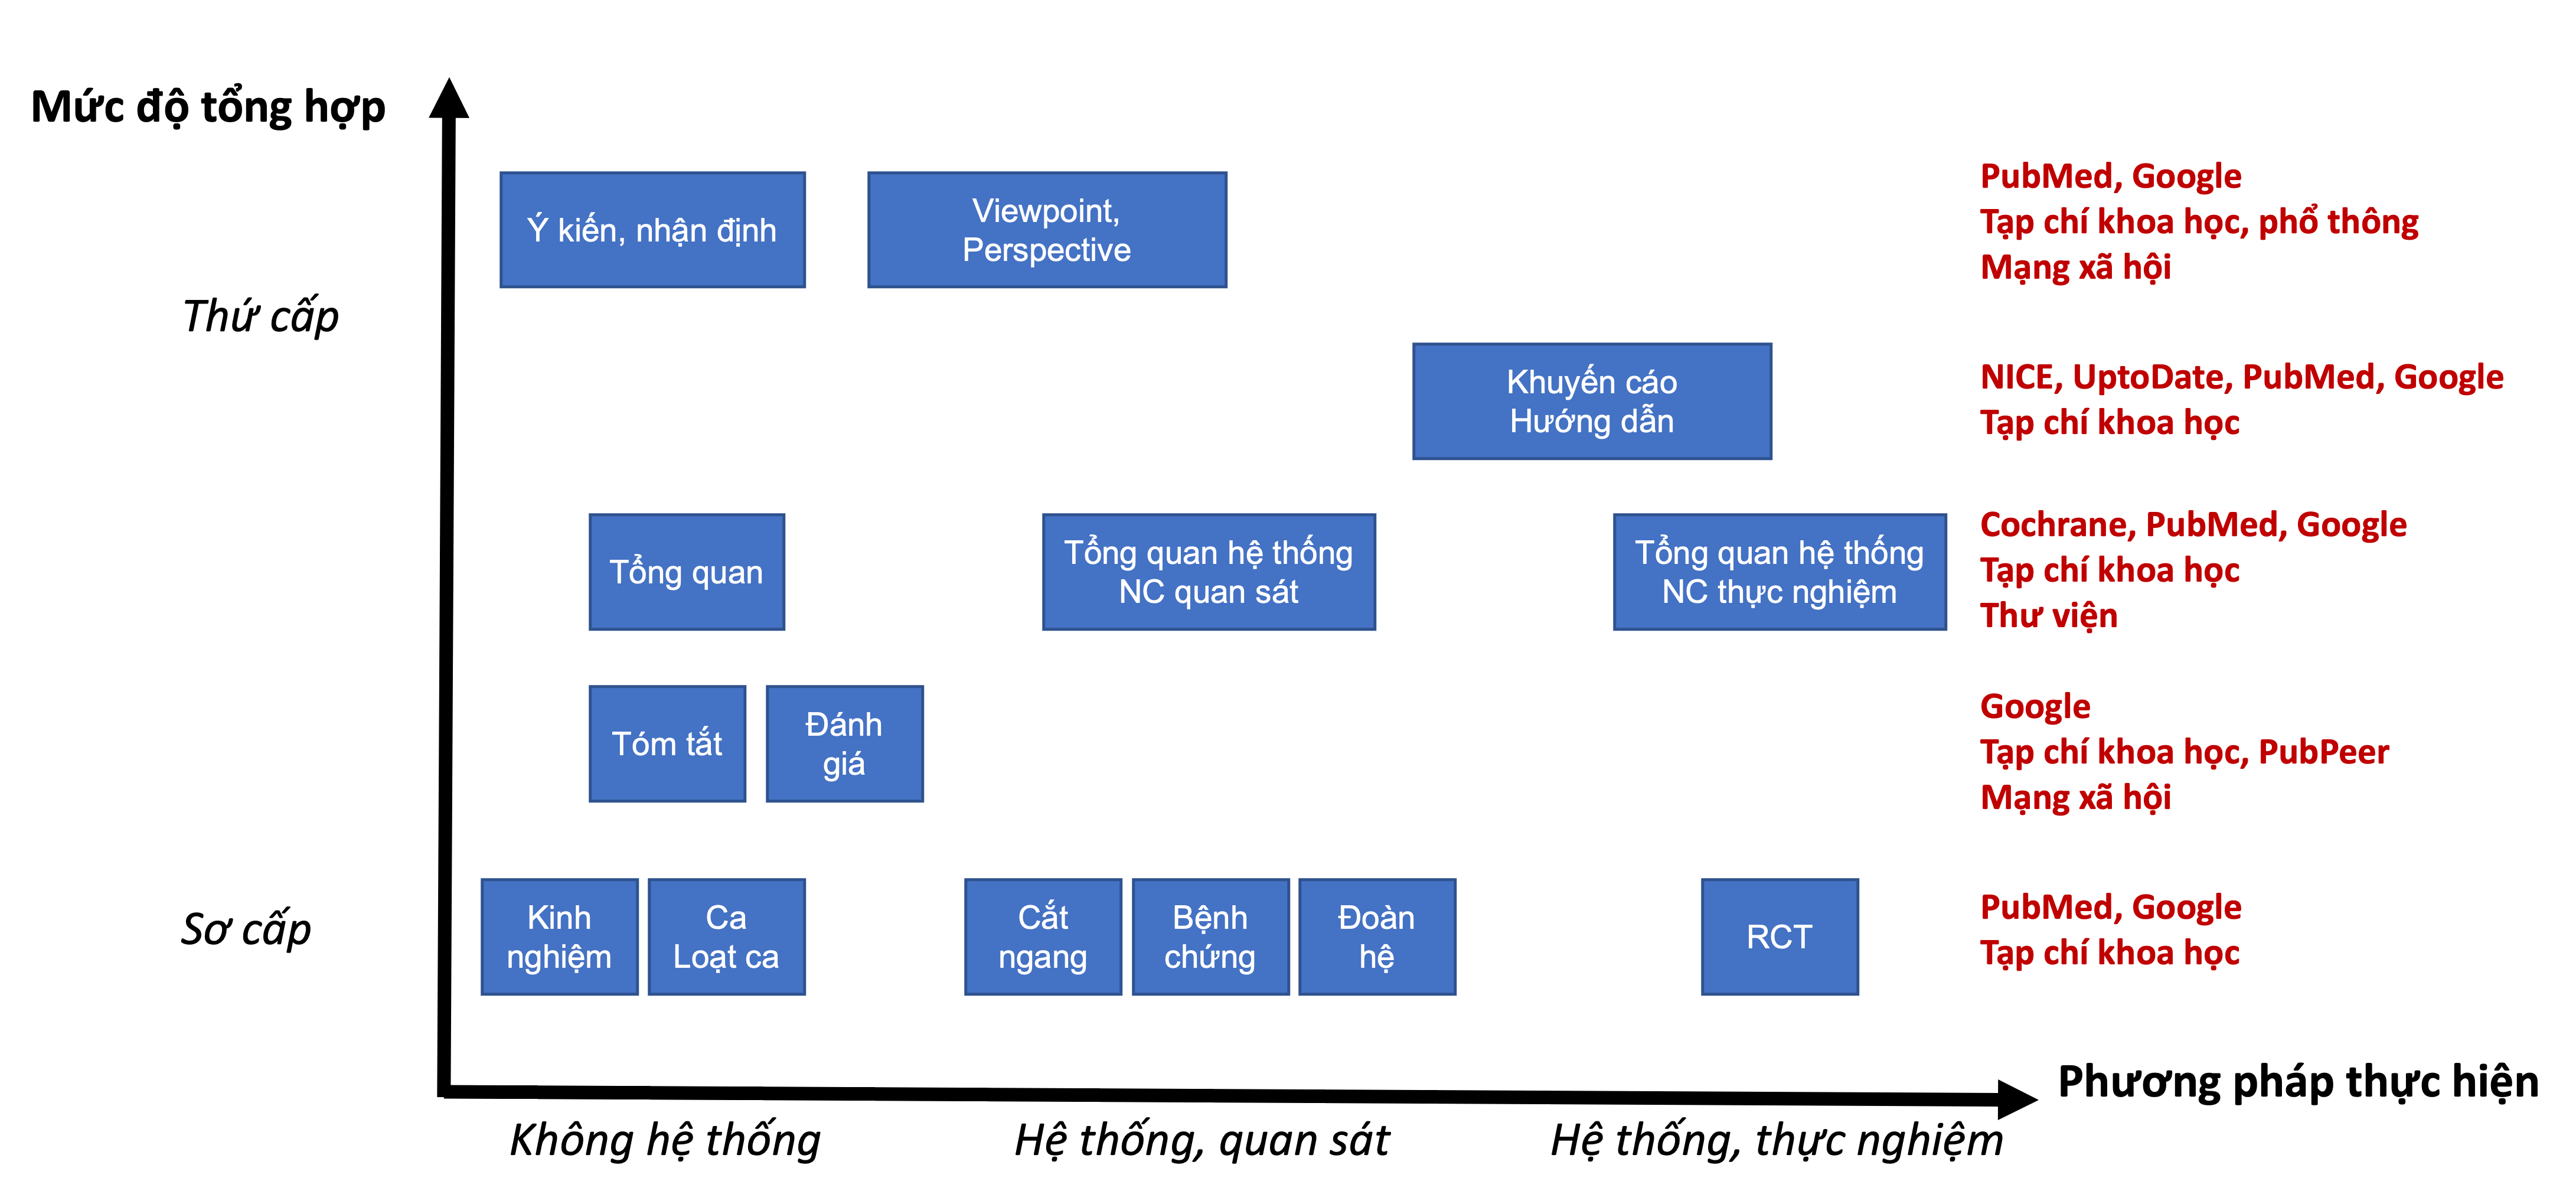 Mức độ tổng hợp
Ý kiến, nhận định
Viewpoint,
Perspective
PubMed, Google
Tạp chí khoa học, phổ thông
Mạng xã hội
Thứ cấp
Khuyến cáo
Hướng dẫn
NICE, UptoDate, PubMed, Google
Tạp chí khoa học
Tổng quan
Tổng quan hệ thống
NC quan sát
Tổng quan hệ thống
NC thực nghiệm
Cochrane, PubMed, Google
Tạp chí khoa học
Thư viện
Tóm tắt
Đánh
giá
Google
Tạp chí khoa học, PubPeer
Mạng xã hội
Sơ cấp
Kinh
nghiệm
Ca
Loạt ca
Cắt
ngang
Bệnh
chứng
Đoàn
hệ
RCT
PubMed, Google
Tạp chí khoa học
Phương pháp thực hiện
Không hệ thống
Hệ thống, quan sát
Hệ thống, thực nghiệm